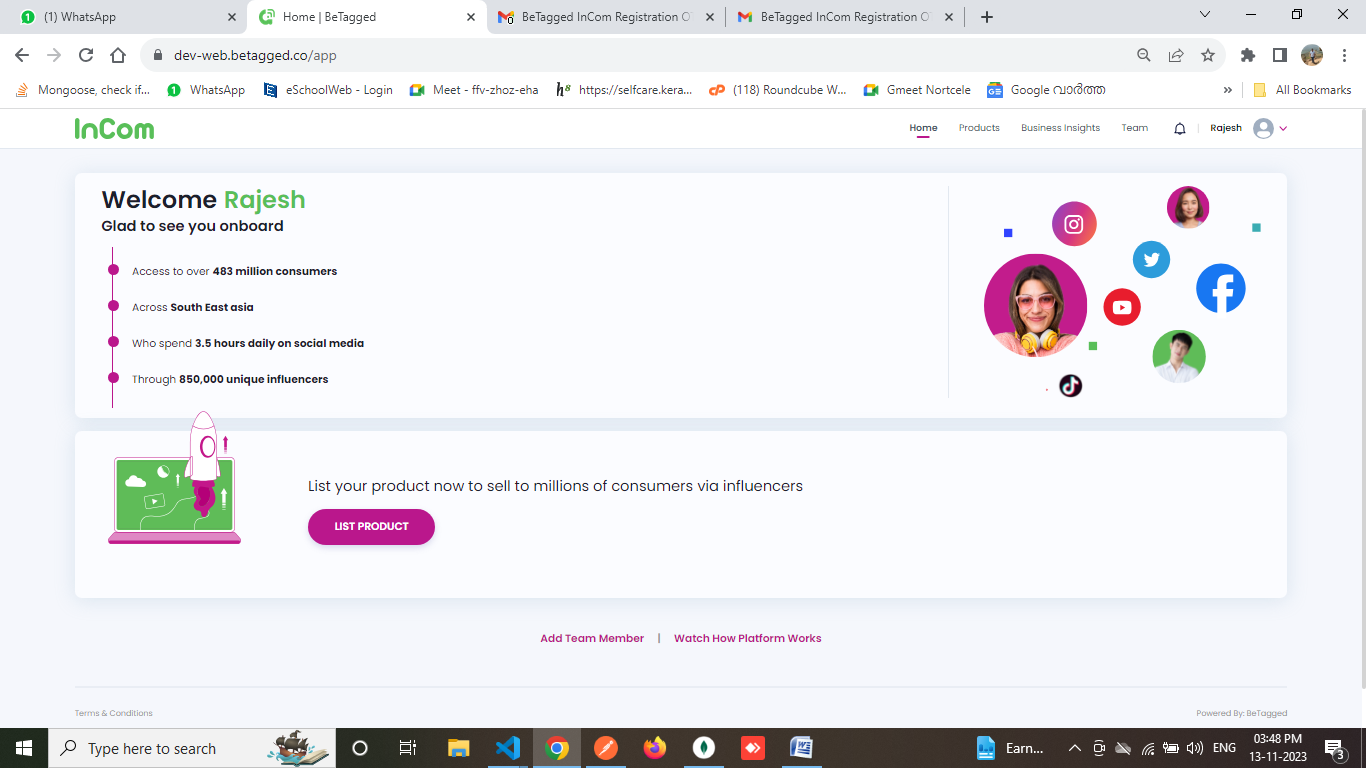 (1) WhatsApp
Home | BeTagged
BeTagged InCom Registration O
BeTagged InCom Registration O
dev-web.betagged.co/app
Mongoose, check if...
WhatsApp
eSchoolWeb - Login
Meet - ffv-zhoz-eha
https://selfcare.kera...
(118) Roundcube W...
Gmeet Nortcele
Google വാർത്ത
»
All Bookmarks
InCom
Home
Products
Business Insights
Team
Rajesh
Welcome Rajesh
Glad to see you onboard
Access to over 483 million consumers
Across South East asia
Who spend 3.5 hours daily on social media
Through 850,000 unique influencers
List your product now to sell to millions of consumers via influencers
LIST PRODUCT
Add Team Member | Watch How Platform Works
Terms & Conditions
Powered By: BeTagged
Type here to search
Earn...
ENG
03:48 PM
13-11-2023
3